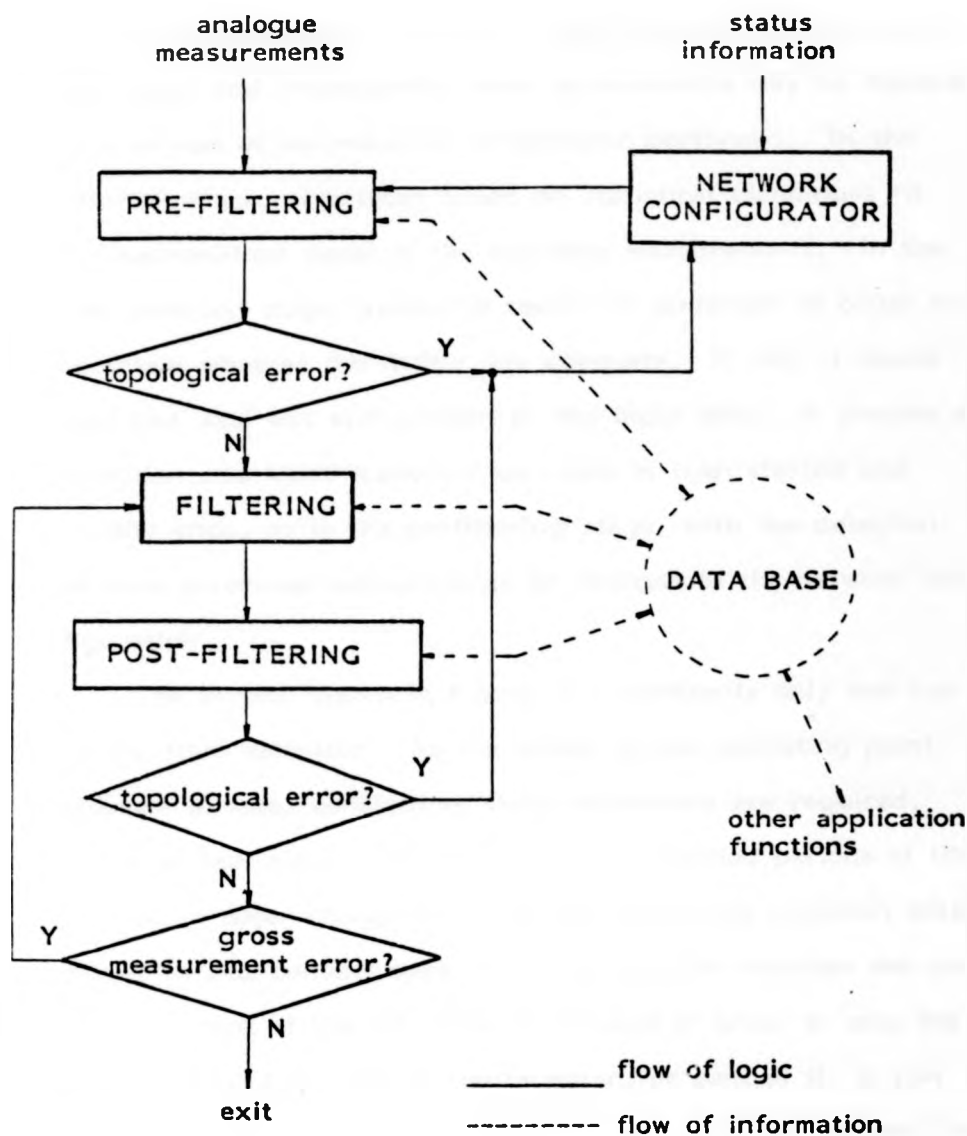 analogue
measurements
status
information
PRE-FILTERING
NETWORK
CONFIGURATOR
topological error?
Y
N
FILTERING
DATA BASE
POST-FILTERING
topological error?
Y
N
other application
functions
gross
measurement error?
Y
N
exit
flow of logic
flow of information